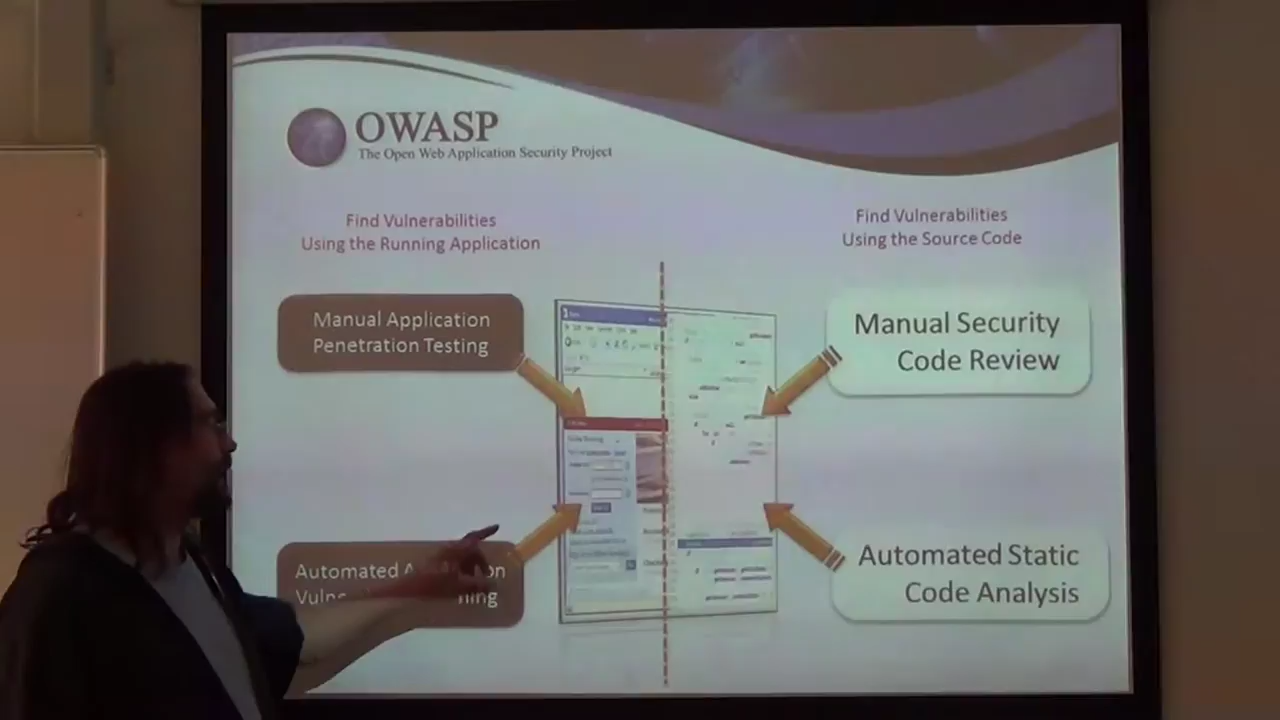 OWASP
The Open Web Application Security Project
Find Vulnerabilities
Using the Running Application
Find Vulnerabilities
Using the Source Code
Manual Application
Penetration Testing
Manual Security
Code Review
Automated
Automated Static
Code Analysis